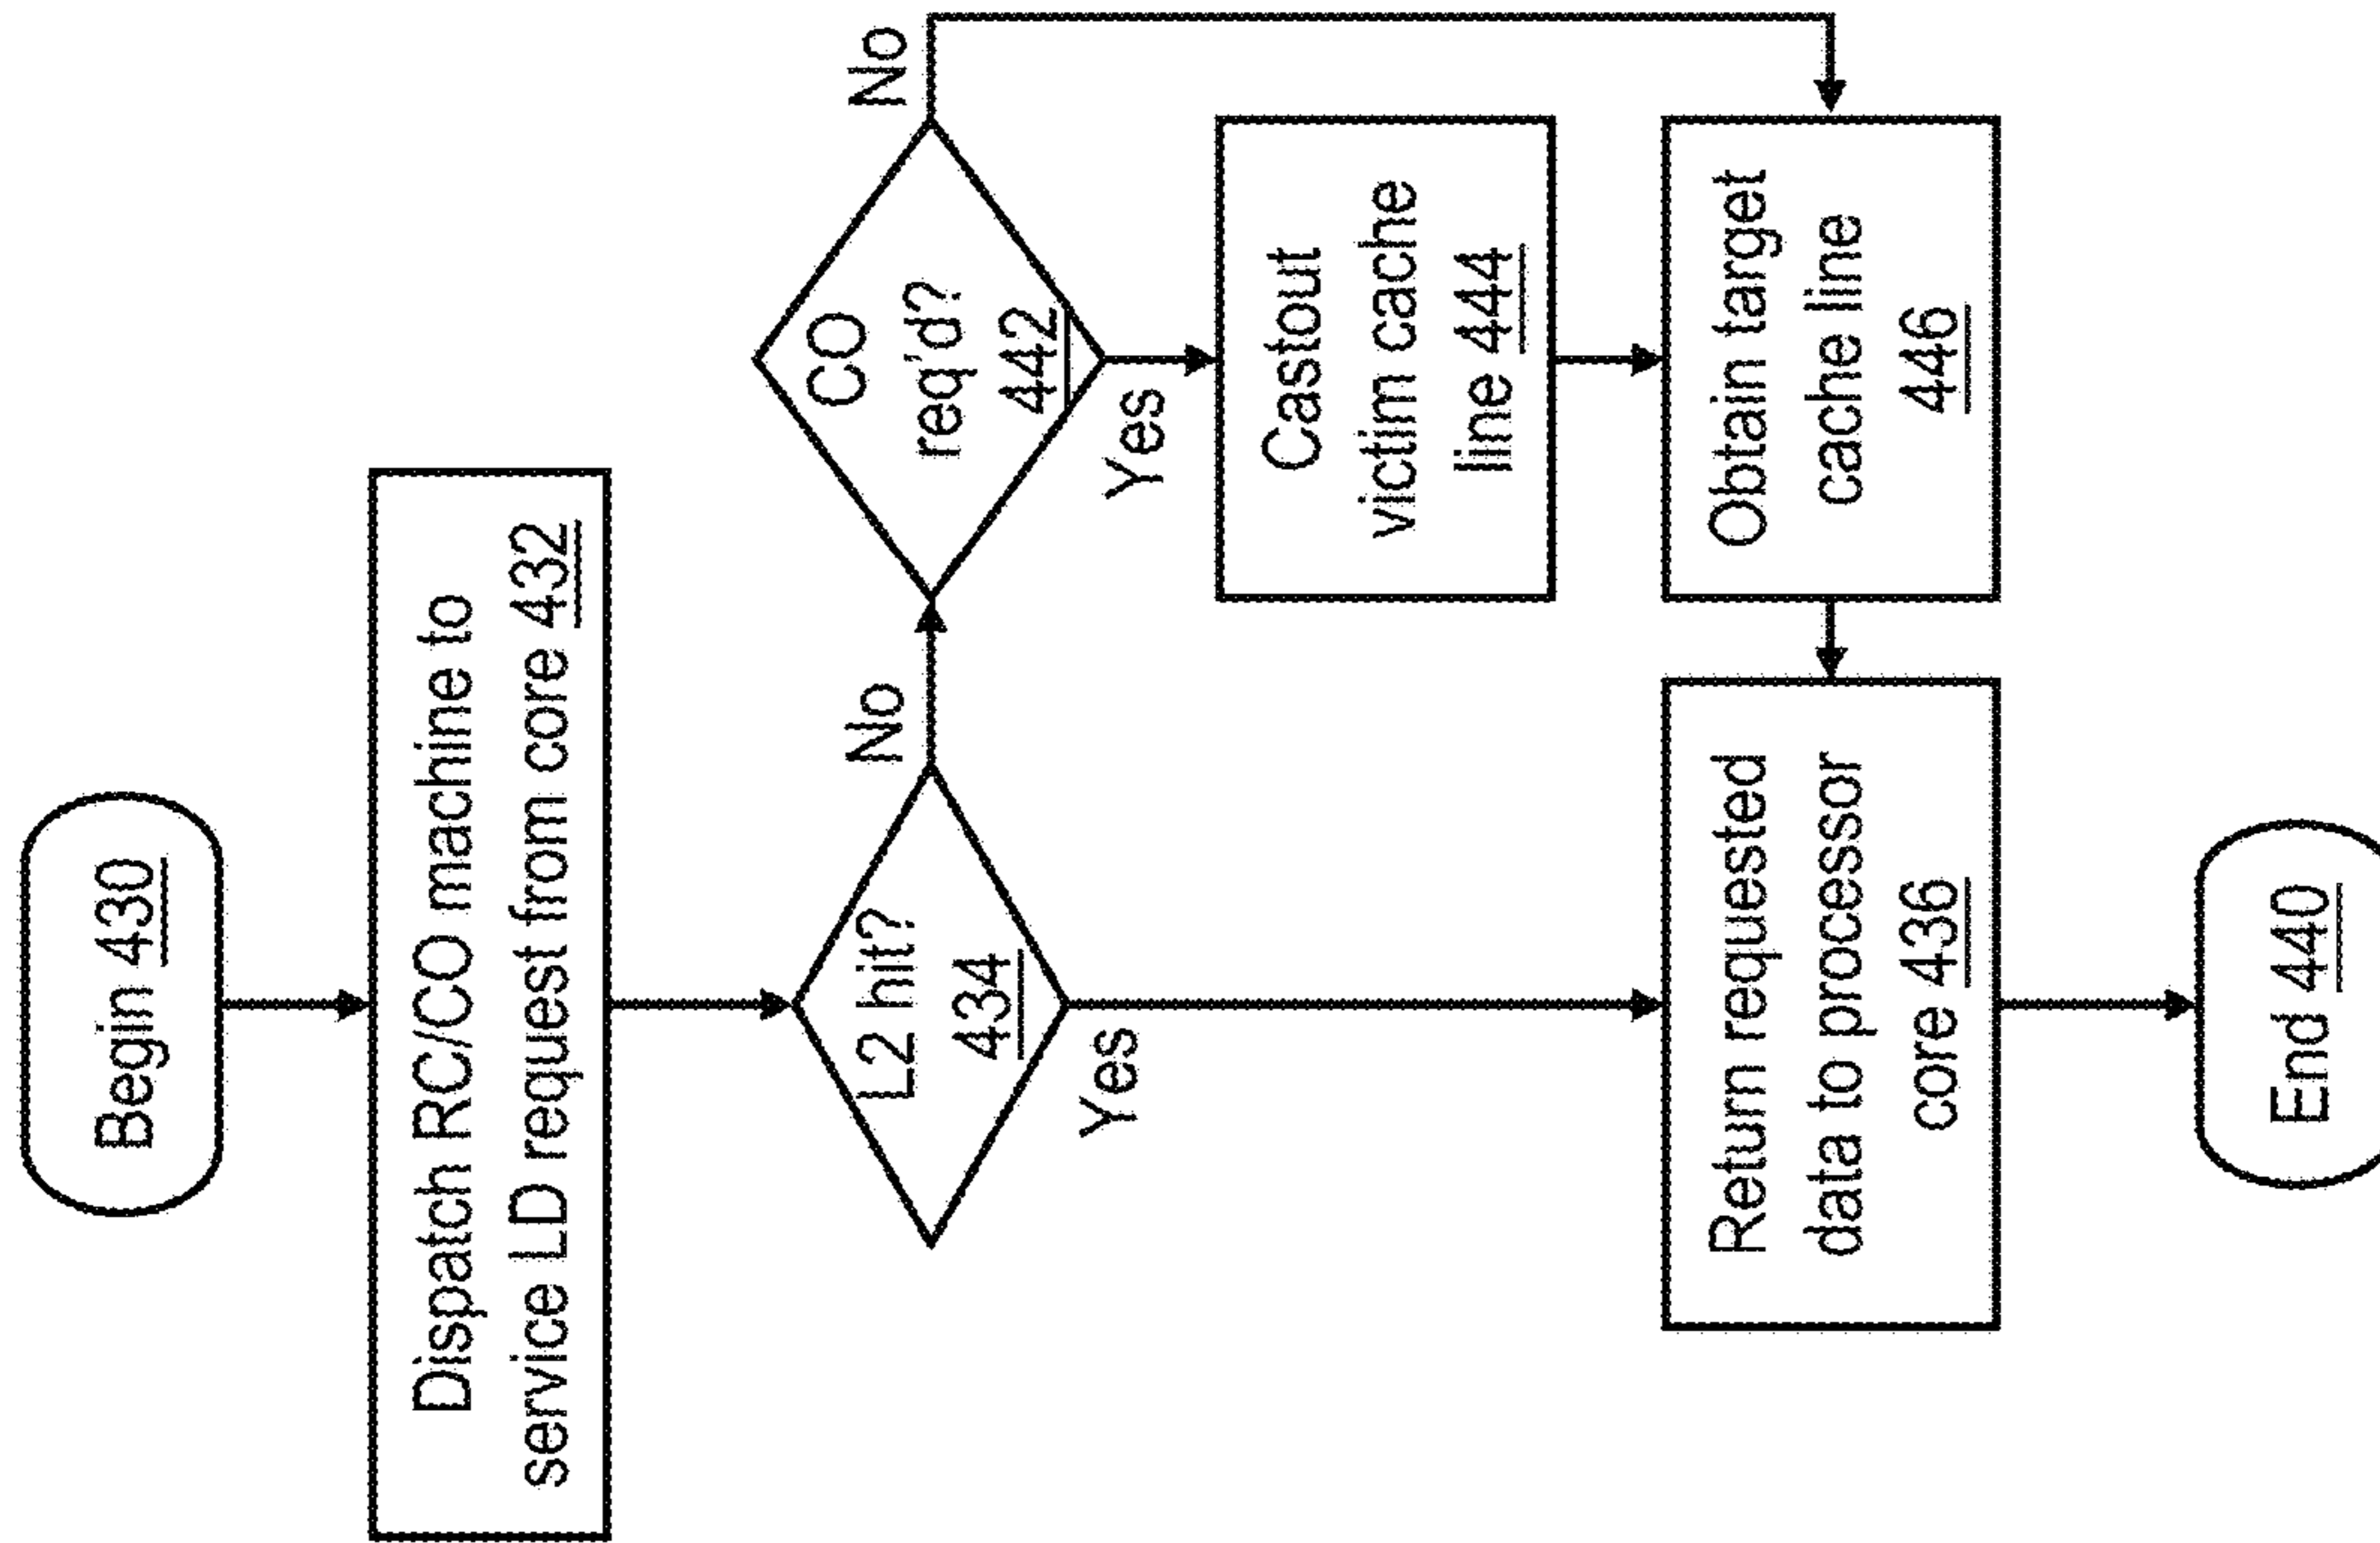 Begin 430
Dispatch RC/CO machine to
service LD request from core 432
L2 hit?
434
No
Yes
CO
req'd?
442
No
Yes
Castout
victim cache
line 444
Obtain target
cache line
446
Return requested
data to processor
core 436
End 440